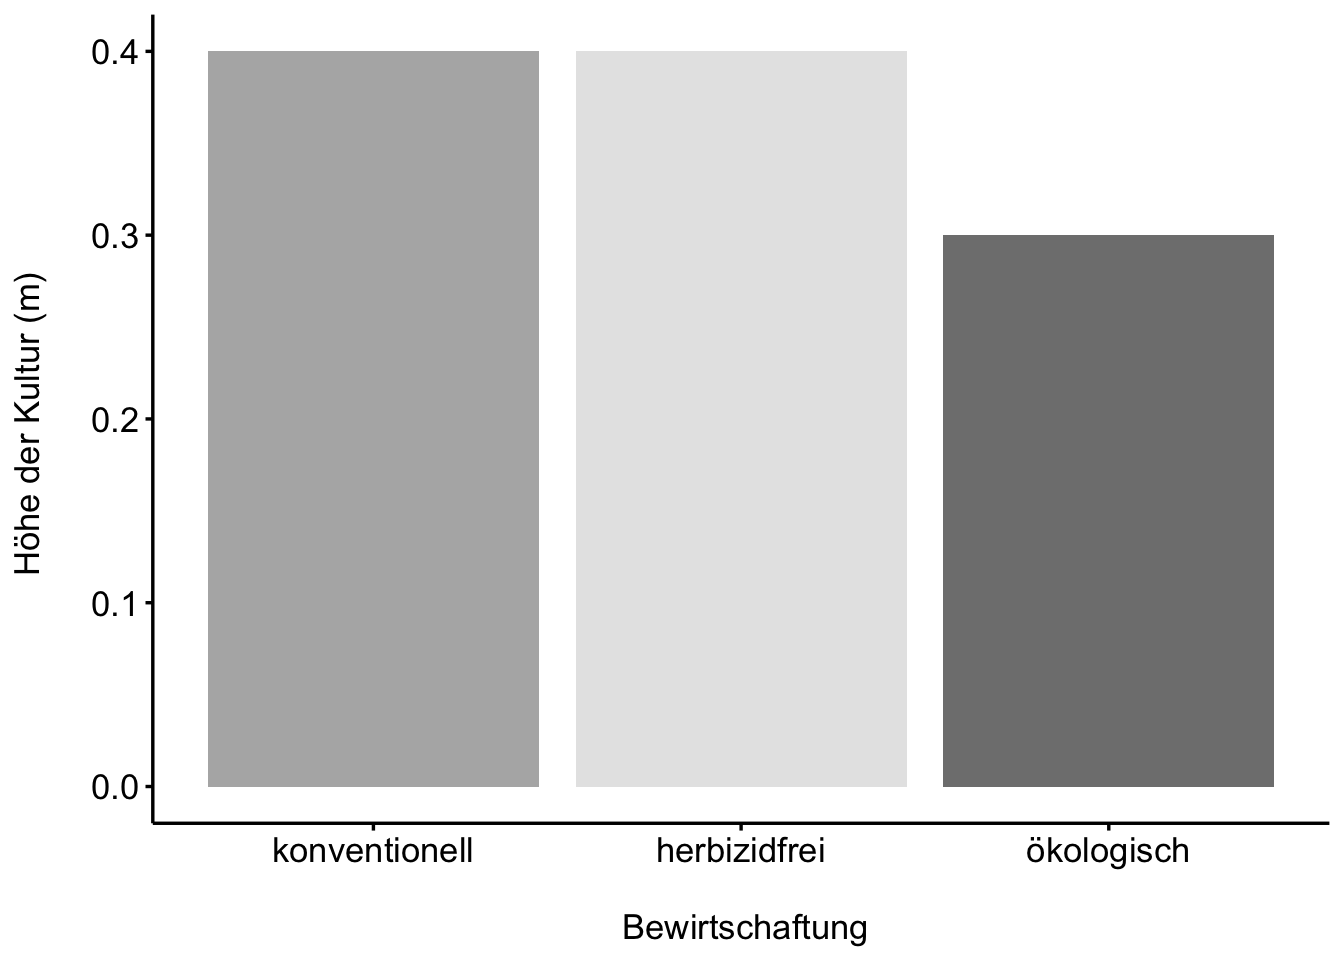 Höhe der Kultur (m)
0.4
0.3
0.2
0.1
0.0
konventionell herbizidfrei ökologisch
Bewirtschaftung